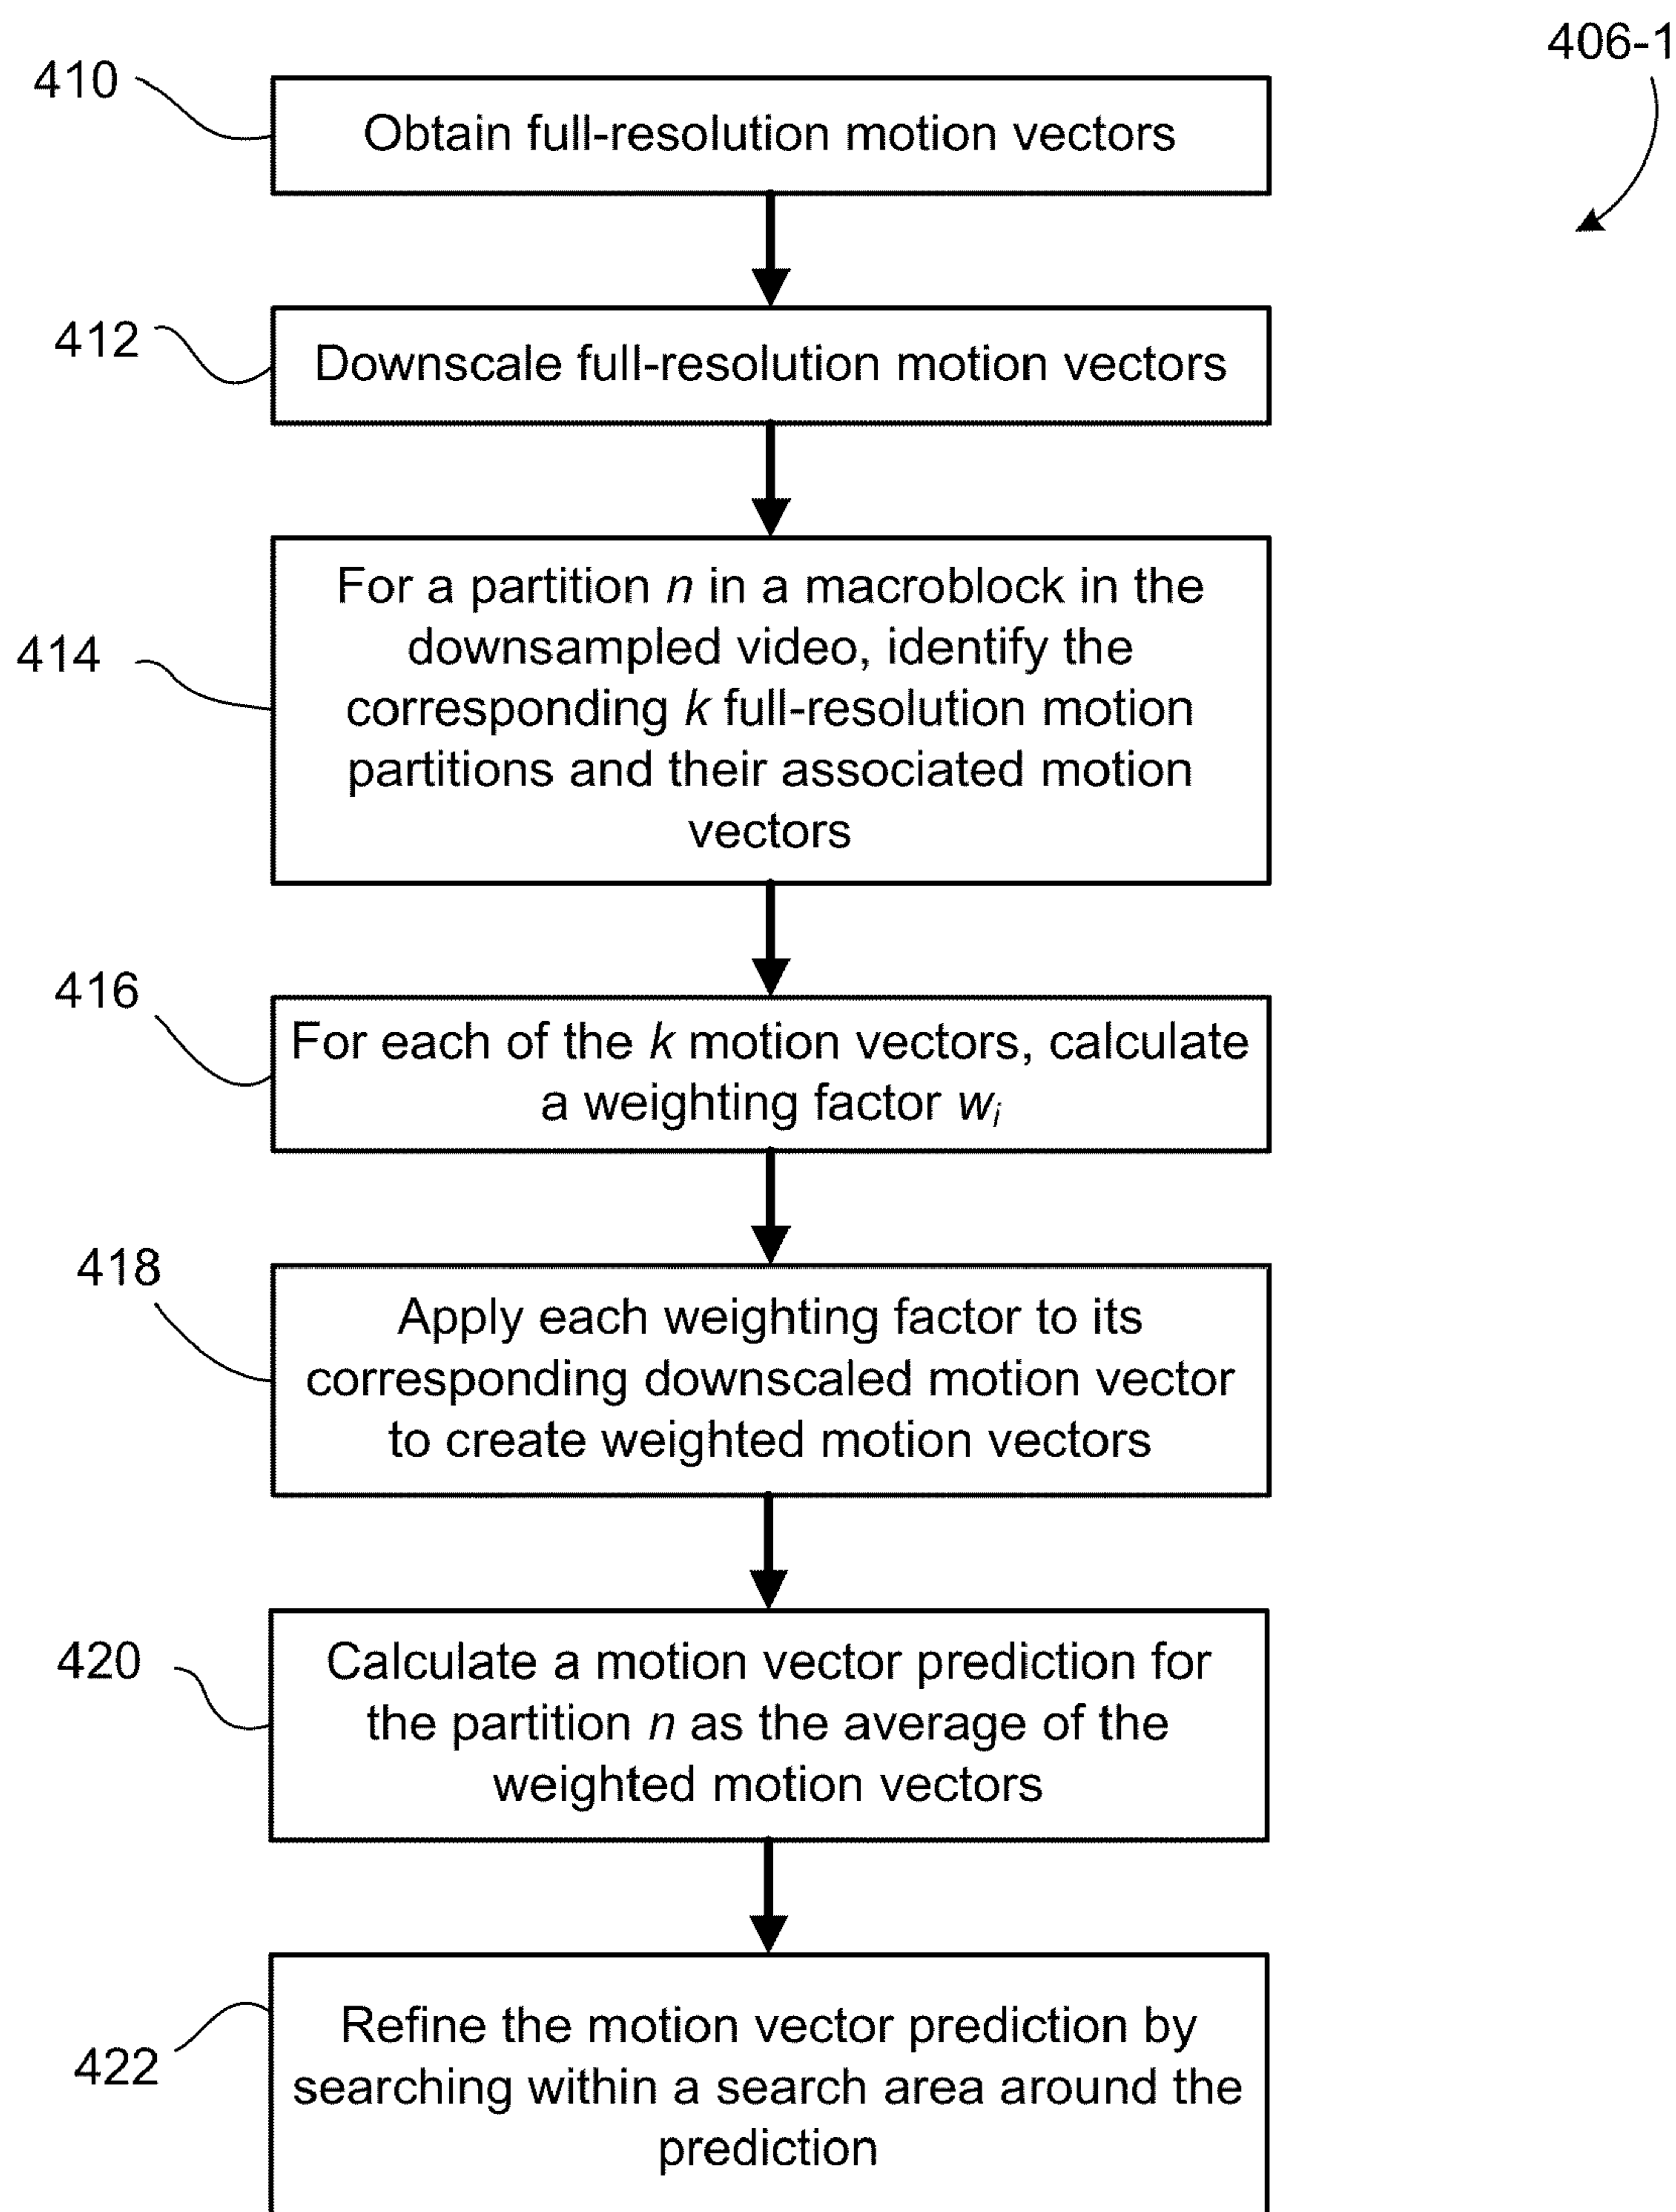 406-1
410
Obtain full-resolution motion vectors
412
Downscale full-resolution motion vectors
414
For a partition n in a macroblock in the
downsampled video, identify the
corresponding k full-resolution motion
partitions and their associated motion
vectors
416
For each of the k motion vectors, calculate
a weighting factor wi
418
Apply each weighting factor to its
corresponding downscaled motion vector
to create weighted motion vectors
420
Calculate a motion vector prediction for
the partition n as the average of the
weighted motion vectors
422
Refine the motion vector prediction by
searching within a search area around the
prediction